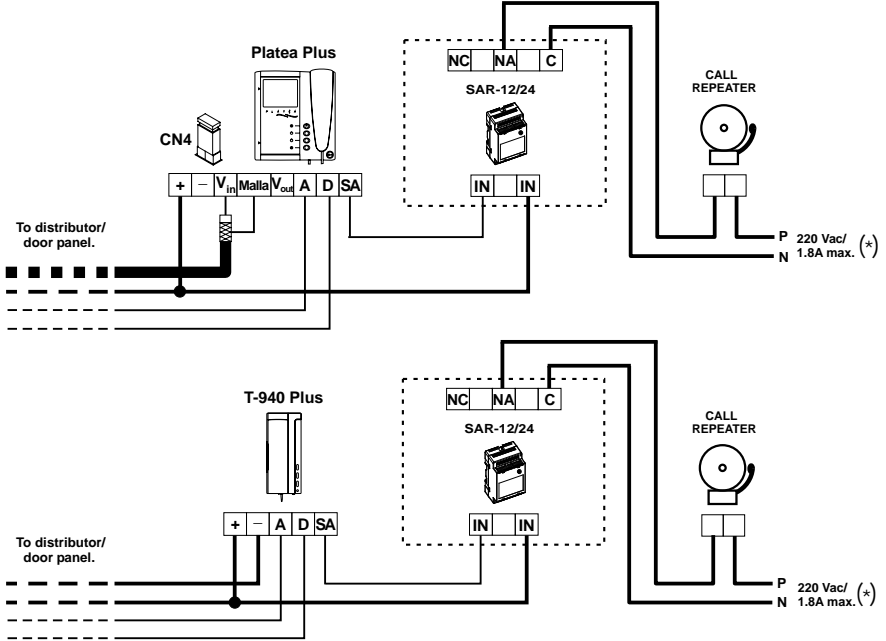 Platea Plus
CN4
+ – Vin Malla Vout A D SA
To distributor/
door panel.
NC NA C
SAR-12/24
IN IN
CALL
REPEATER
P
N
220 Vac/
1.8A max.
(*)
T-940 Plus
+ – A D SA
To distributor/
door panel.
NC NA C
SAR-12/24
IN IN
CALL
REPEATER
P
N
220 Vac/
1.8A max.
(*)